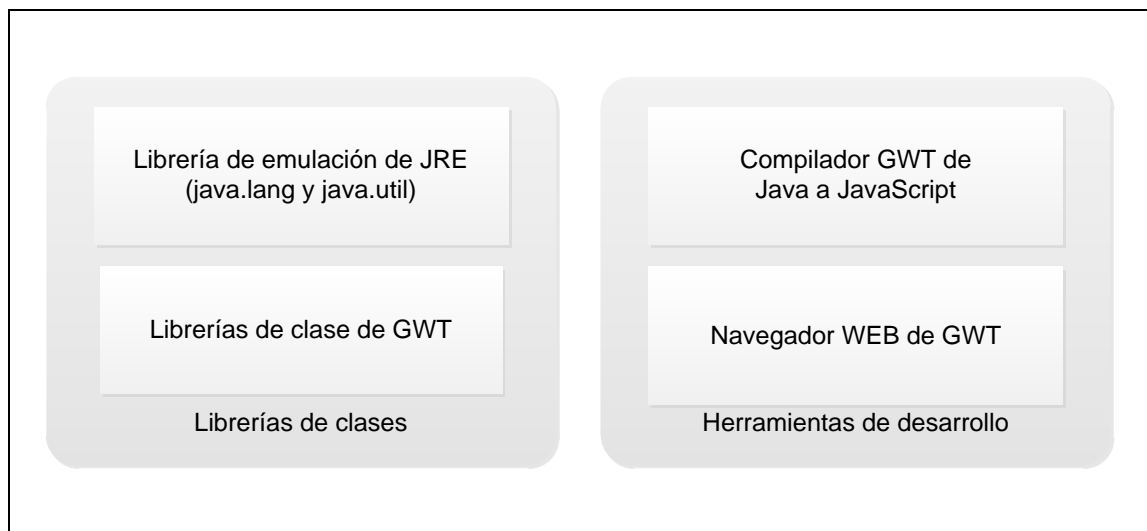 Librería de emulación de JRE
(java.lang y java.util)
Librerías de clase de GWT
Librerías de clases
Compilador GWT de
Java a JavaScript
Navegador WEB de GWT
Herramientas de desarrollo